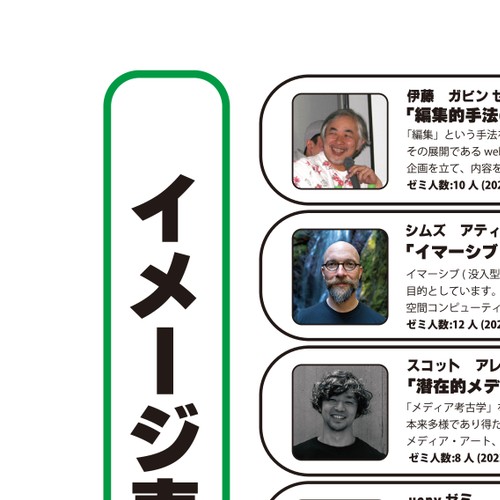 イメージ
伊藤　ガビン
「編集的手法
「編集」という手法
その展開である we
企画を立て、内容を
ゼミ人数:10 人 (202
シムズ　アティ
「イマーシブ
イマーシブ ( 没入型
目的としています。
空間コンピューティ
ゼミ人数:12 人 (202
スコット　アレ
「潜在的メデ
「メディア考古学」
本来多様であり得た
メディア・アート、
ゼミ人数:8 人 (202